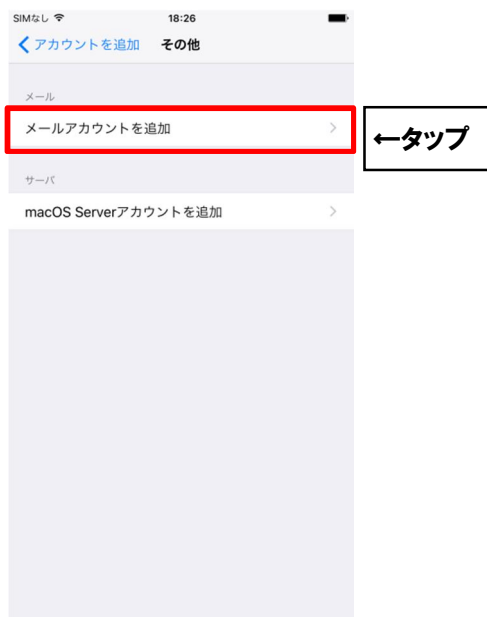 SIMなし 18:26
アカウントを追加 その他
メール
メールアカウントを追加
←タップ
サーバ
macOS Serverアカウントを追加